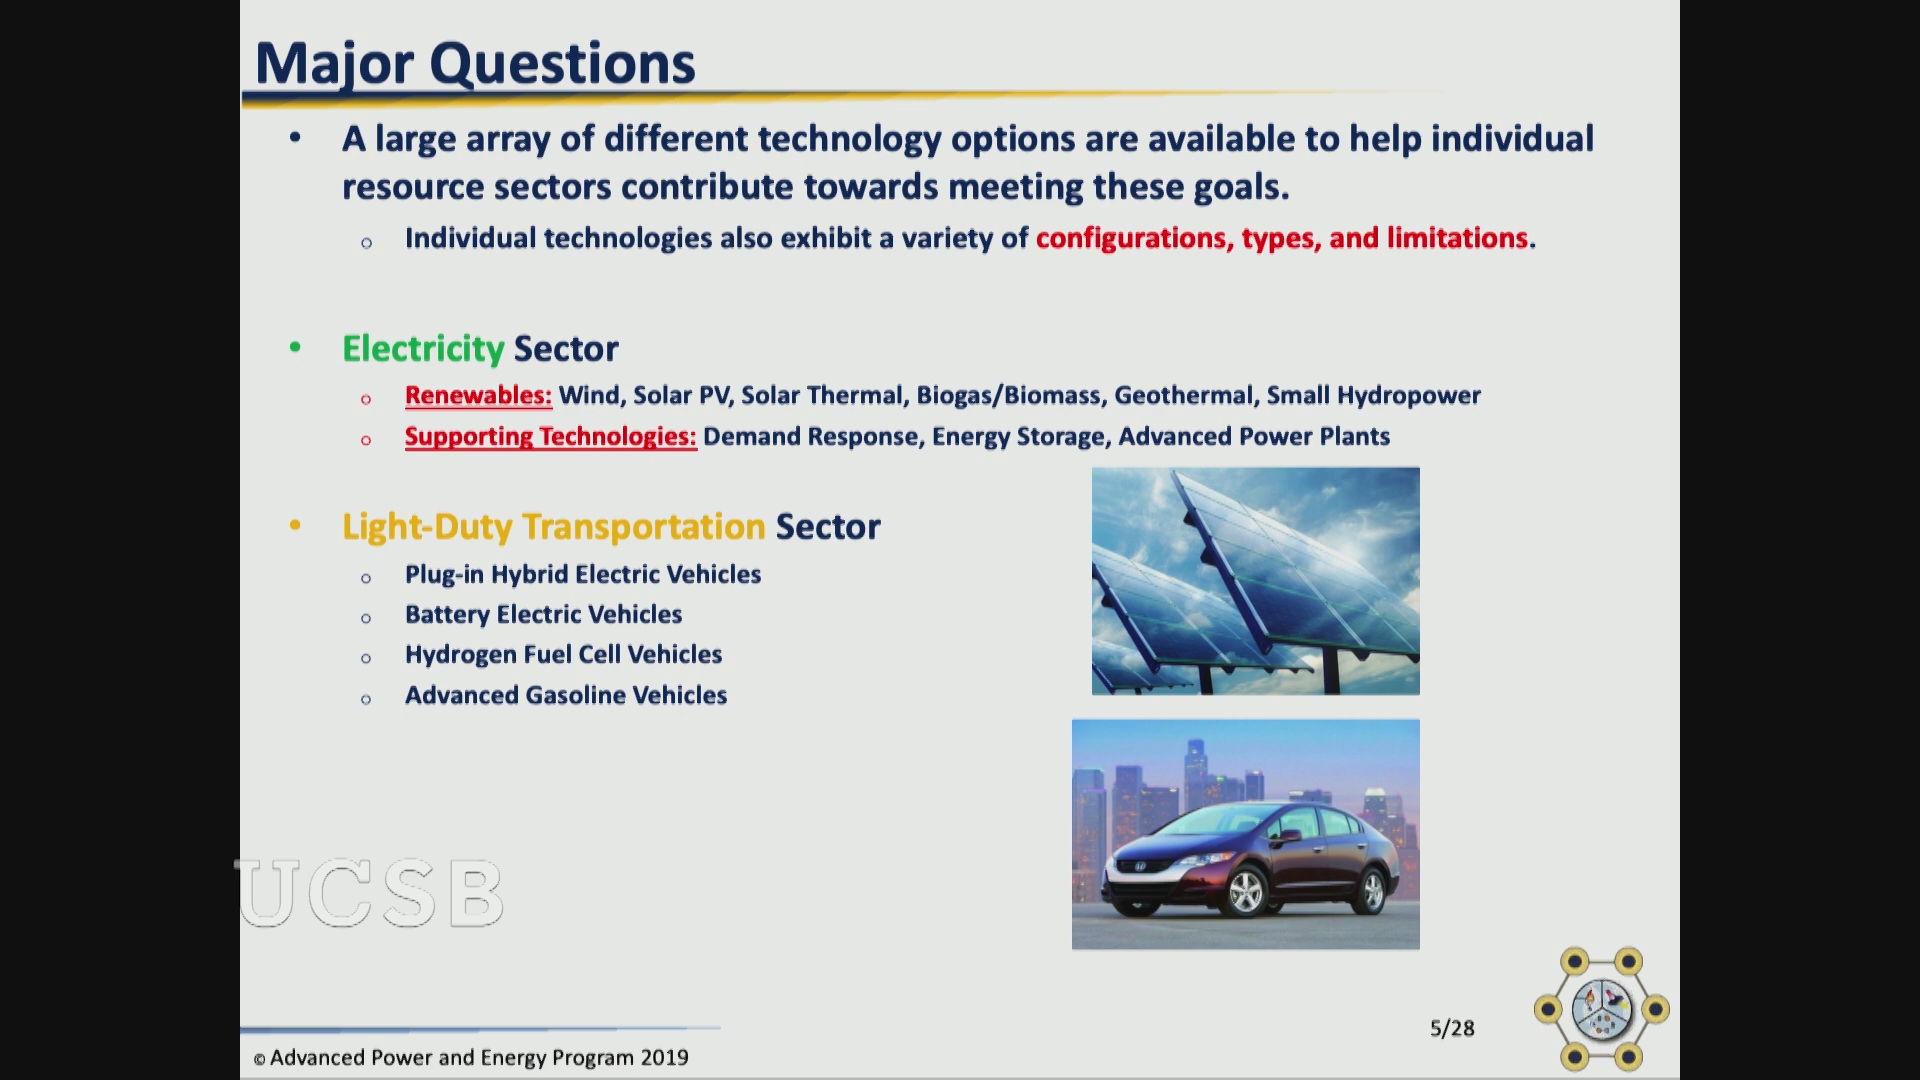 Major Questions
• A large array of different technology options are available to help individual
resource sectors contribute towards meeting these goals.
o Individual technologies also exhibit a variety of configurations, types, and limitations.
• Electricity Sector
o Renewables: Wind, Solar PV, Solar Thermal, Biogas/Biomass, Geothermal, Small Hydropower
o Supporting Technologies: Demand Response, Energy Storage, Advanced Power Plants
• Light-Duty Transportation Sector
o Plug-in Hybrid Electric Vehicles
o Battery Electric Vehicles
o Hydrogen Fuel Cell Vehicles
o Advanced Gasoline Vehicles
UCSB
5/28
© Advanced Power and Energy Program 2019